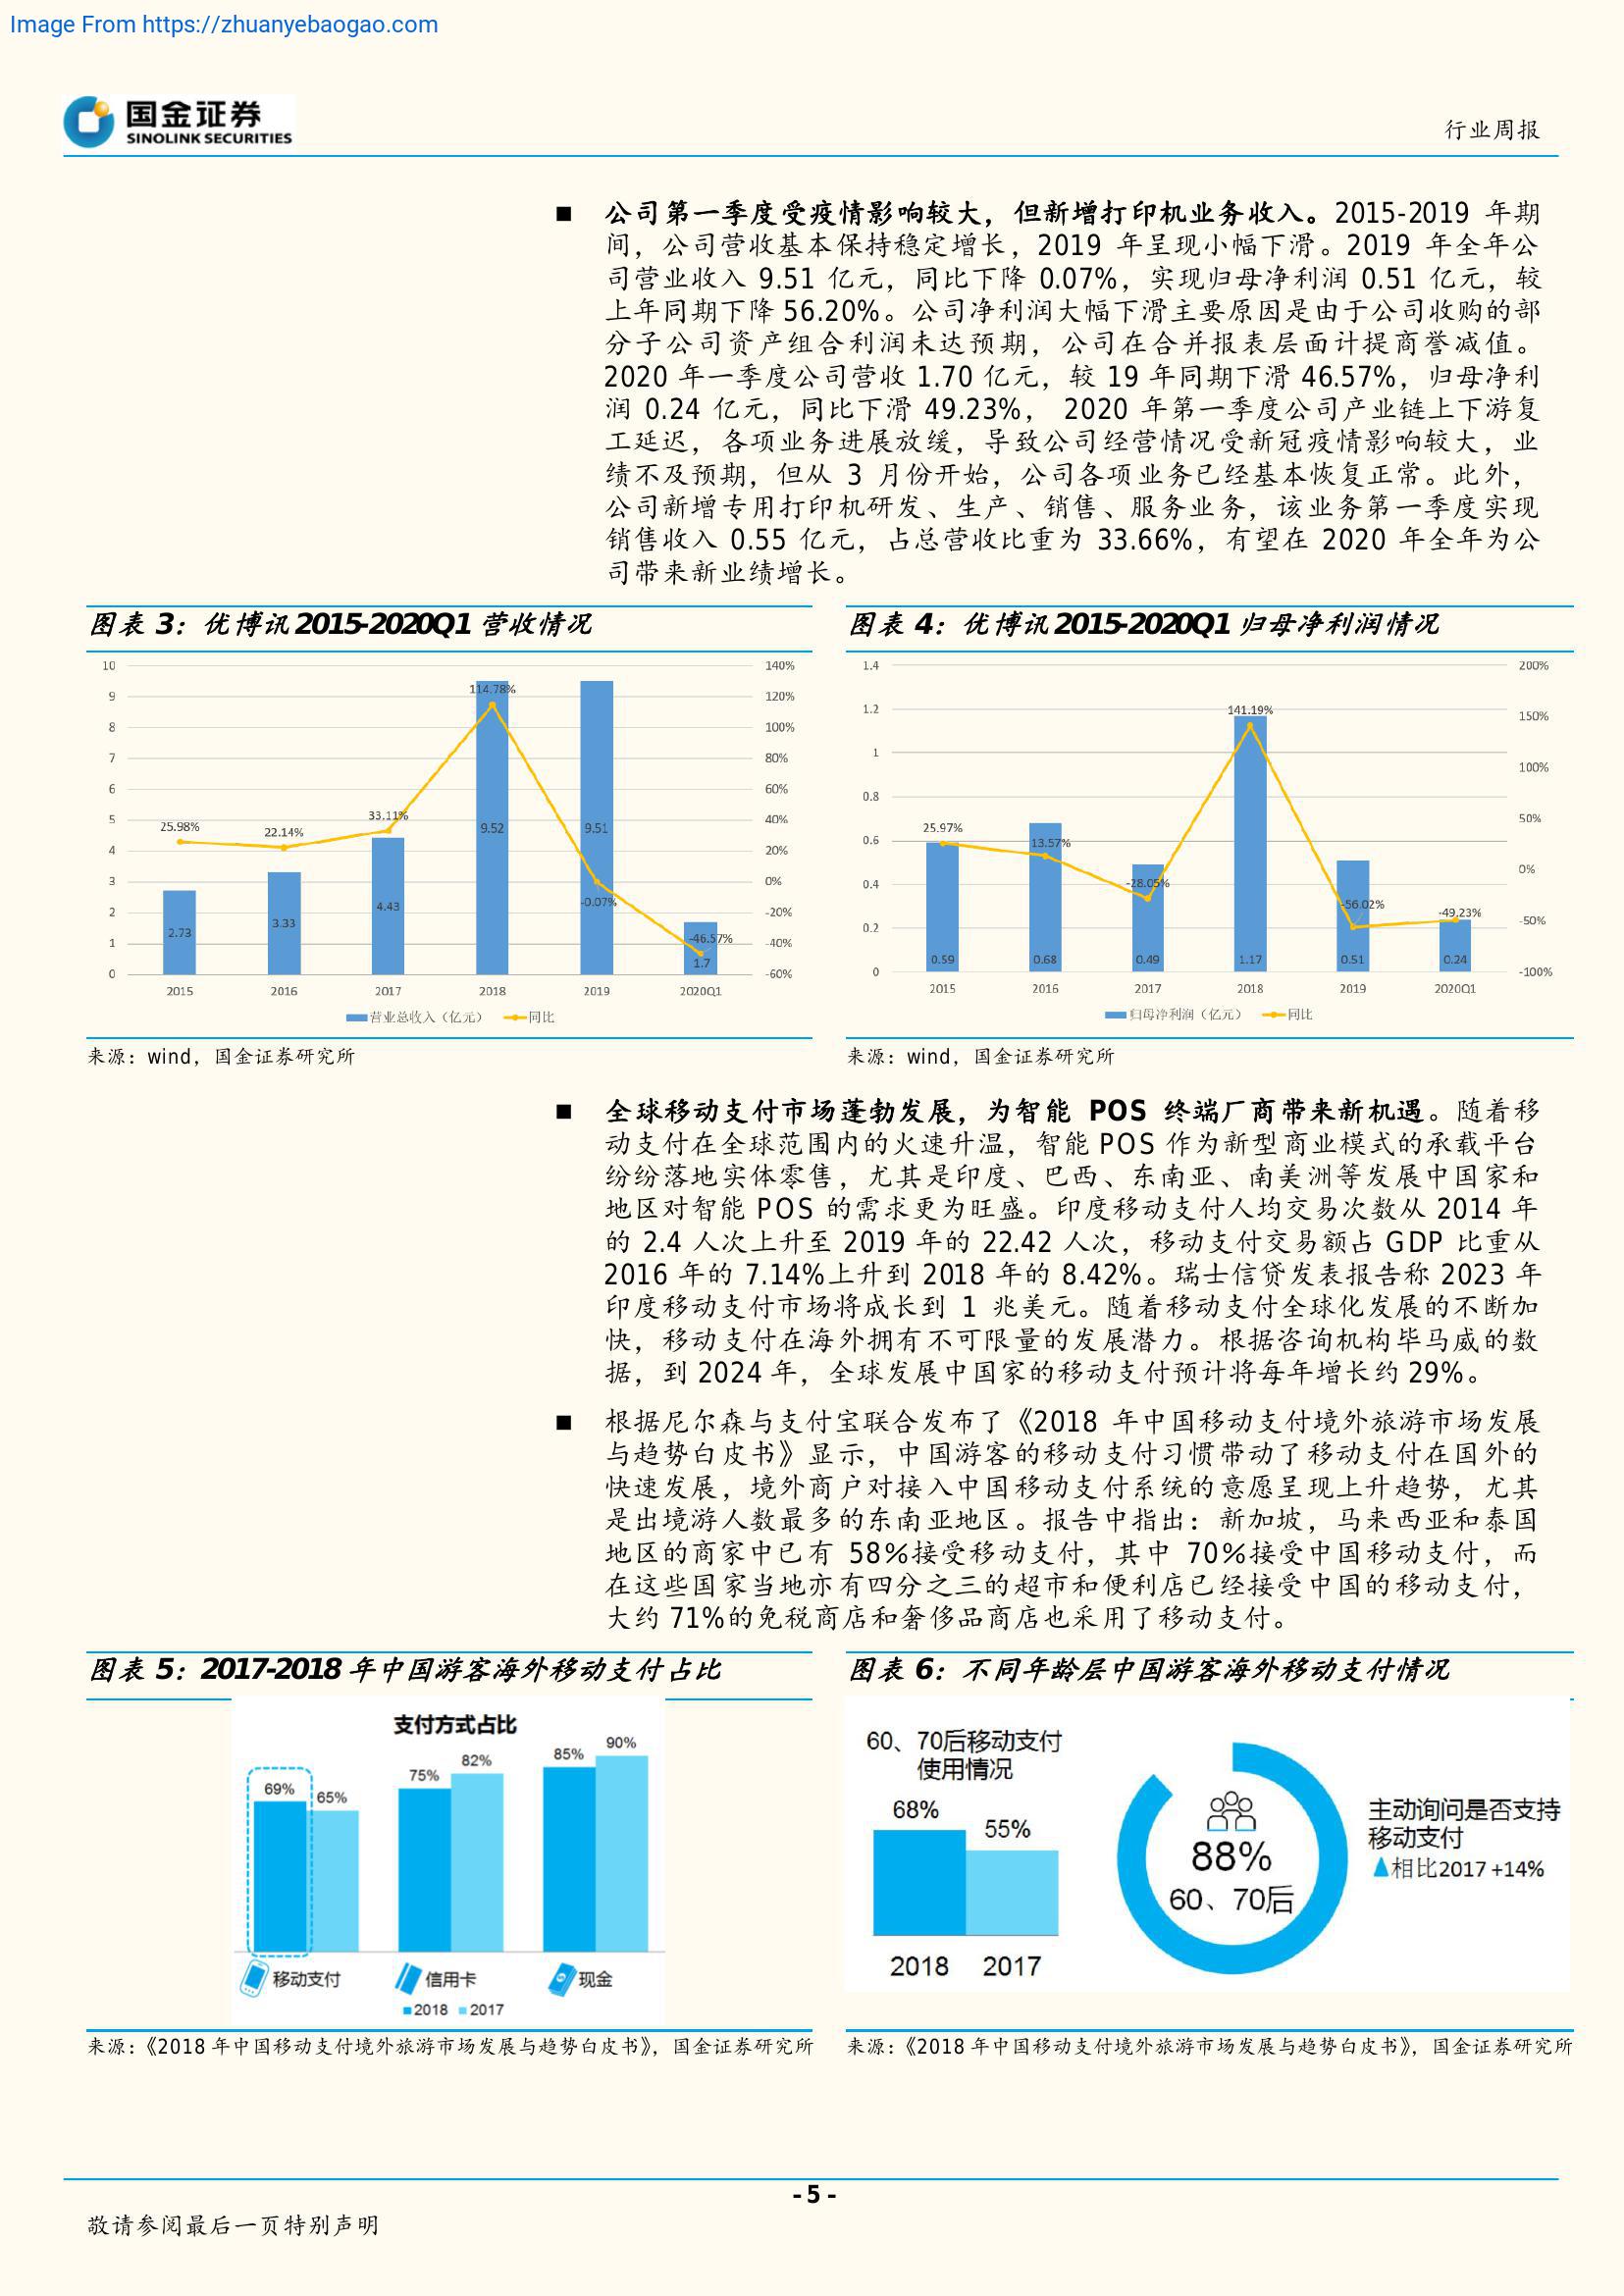 Image From https://zhuanyebaogao.com
国金证券
SINOLINK SECURITIES
行业周报
■ 公司第一季度受疫情影响较大，但新增打印机业务收入。2015-2019 年期
间，公司营收基本保持稳定增长，2019 年呈现小幅下滑。2019 年全年公
司营业收入 9.51 亿元，同比下降 0.07%，实现归母净利润 0.51 亿元，较
上年同期下降 56.20%。公司净利润大幅下滑主要原因是由于公司收购的部
分子公司资产组合利润未达预期，公司在合并报表层面计提商誉减值。
2020 年一季度公司营收 1.70 亿元，较 19 年同期下滑 46.57%，归母净利
润 0.24 亿元，同比下滑 49.23%， 2020 年第一季度公司产业链上下游复
工延迟，各项业务进展放缓，导致公司经营情况受新冠疫情影响较大，业
绩不及预期，但从 3 月份开始，公司各项业务已经基本恢复正常。此外，
公司新增专用打印机研发、生产、销售、服务业务，该业务第一季度实现
销售收入 0.55 亿元，占总营收比重为 33.66%，有望在 2020 年全年为公
司带来新业绩增长。
图表 3：优博讯 2015-2020Q1 营收情况
10
9
8
7
6
5
4
3
2
1
0
140%
120%
100%
80%
60%
40%
20%
0%
-20%
-40%
-60%
25.98%
22.14%
33.11%
114.78%
-0.07%
-46.57%
2.73
3.33
4.43
9.52
9.51
1.7
2015 2016 2017 2018 2019 2020Q1
营业总收入（亿元） 同比
来源：wind，国金证券研究所
图表 4：优博讯 2015-2020Q1 归母净利润情况
1.4
1.2
1
0.8
0.6
0.4
0.2
0
200%
150%
100%
50%
0%
-50%
-100%
25.97%
13.57%
-28.05%
141.19%
-56.02%
-49.23%
0.59
0.68
0.49
1.17
0.51
0.24
2015 2016 2017 2018 2019 2020Q1
归母净利润（亿元） 同比
来源：wind，国金证券研究所
■ 全球移动支付市场蓬勃发展，为智能 POS 终端厂商带来新机遇。随着移
动支付在全球范围内的火速升温，智能 POS 作为新型商业模式的承载平台
纷纷落地实体零售，尤其是印度、巴西、东南亚、南美洲等发展中国家和
地区对智能 POS 的需求更为旺盛。印度移动支付人均交易次数从 2014 年
的 2.4 人次上升至 2019 年的 22.42 人次，移动支付交易额占 GDP 比重从
2016 年的 7.14%上升到 2018 年的 8.42%。瑞士信贷发表报告称 2023 年
印度移动支付市场将成长到 1 兆美元。随着移动支付全球化发展的不断加
快，移动支付在海外拥有不可限量的发展潜力。根据咨询机构毕马威的数
据，到 2024 年，全球发展中国家的移动支付预计将每年增长约 29%。
■ 根据尼尔森与支付宝联合发布了《2018 年中国移动支付境外旅游市场发展
与趋势白皮书》显示，中国游客的移动支付习惯带动了移动支付在国外的
快速发展，境外商户对接入中国移动支付系统的意愿呈现上升趋势，尤其
是出境游人数最多的东南亚地区。报告中指出：新加坡，马来西亚和泰国
地区的商家中已有 58%接受移动支付，其中 70%接受中国移动支付，而
在这些国家当地亦有四分之三的超市和便利店已经接受中国的移动支付，
大约 71%的免税商店和奢侈品商店也采用了移动支付。
图表 5：2017-2018 年中国游客海外移动支付占比
支付方式占比
69% 65%
75% 82%
85% 90%
移动支付 信用卡 现金
2018 2017
来源：《2018 年中国移动支付境外旅游市场发展与趋势白皮书》，国金证券研究所
图表 6：不同年龄层中国游客海外移动支付情况
60、70后移动支付
使用情况
68%
55%
2018 2017
88%
60、70后
主动询问是否支持
移动支付
▲相比2017 +14%
来源：《2018 年中国移动支付境外旅游市场发展与趋势白皮书》，国金证券研究所
- 5 -
敬请参阅最后一页特别声明